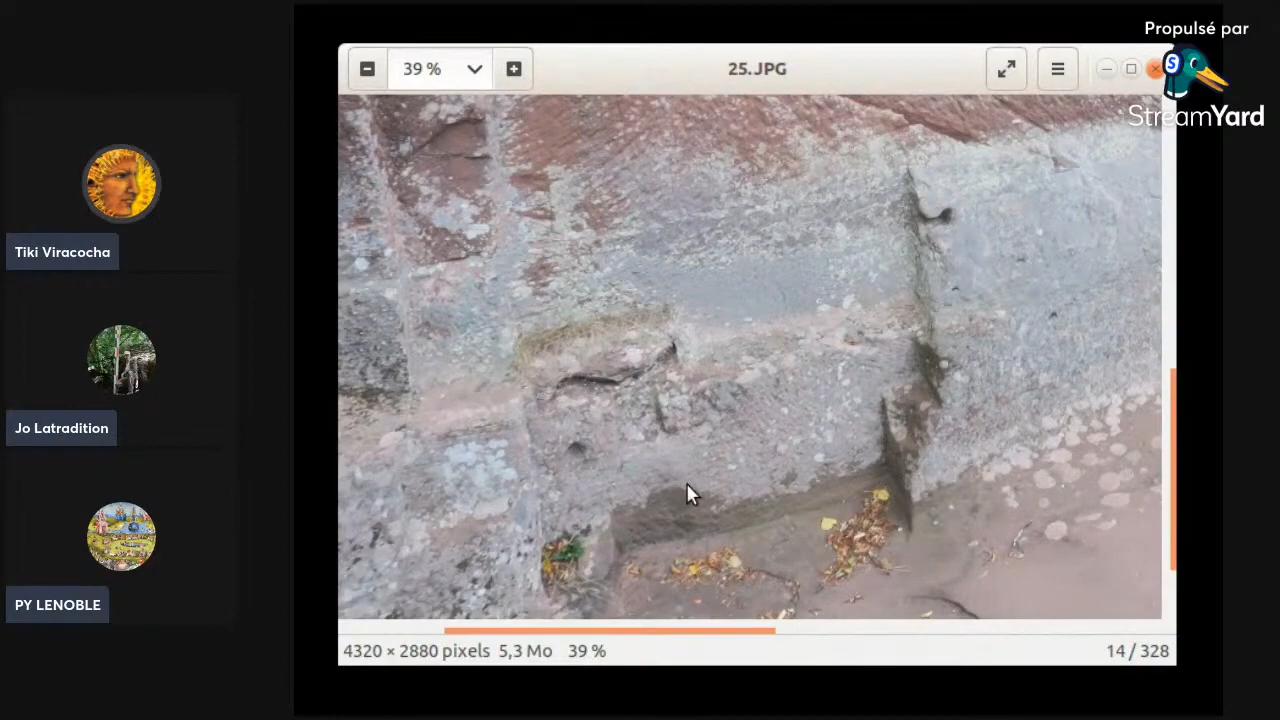 Propulsé par
StreamYard
39 %
25.JPG
Tiki Viracocha
Jo Latradition
PY LENOBLE
4320 × 2880 pixels 5,3 Mo 39 %
14 / 328